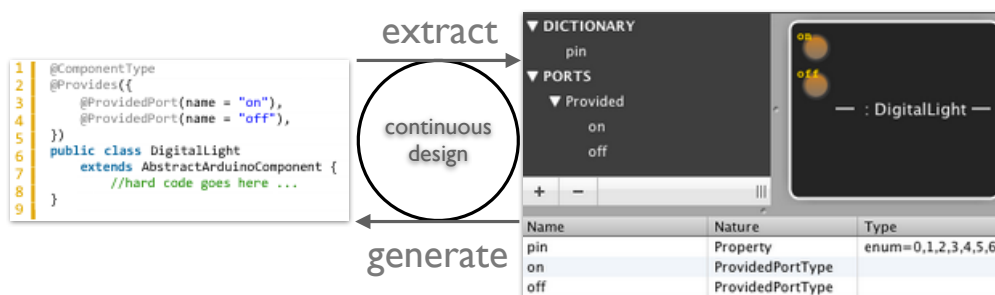 extract
1 @ComponentType
2 @Provides({
3 @ProvidedPort(name = "on"),
4 @ProvidedPort(name = "off"),
5 })
6 public class DigitalLight
7 extends AbstractArduinoComponent {
8 //hard code goes here ...
9 }
continuous
design
generate
▼ DICTIONARY
pin
▼ PORTS
▼ Provided
on
off
+ −
on
off
— : DigitalLight —
Name Nature Type
pin Property enum=0,1,2,3,4,5,6
on ProvidedPortType
off ProvidedPortType